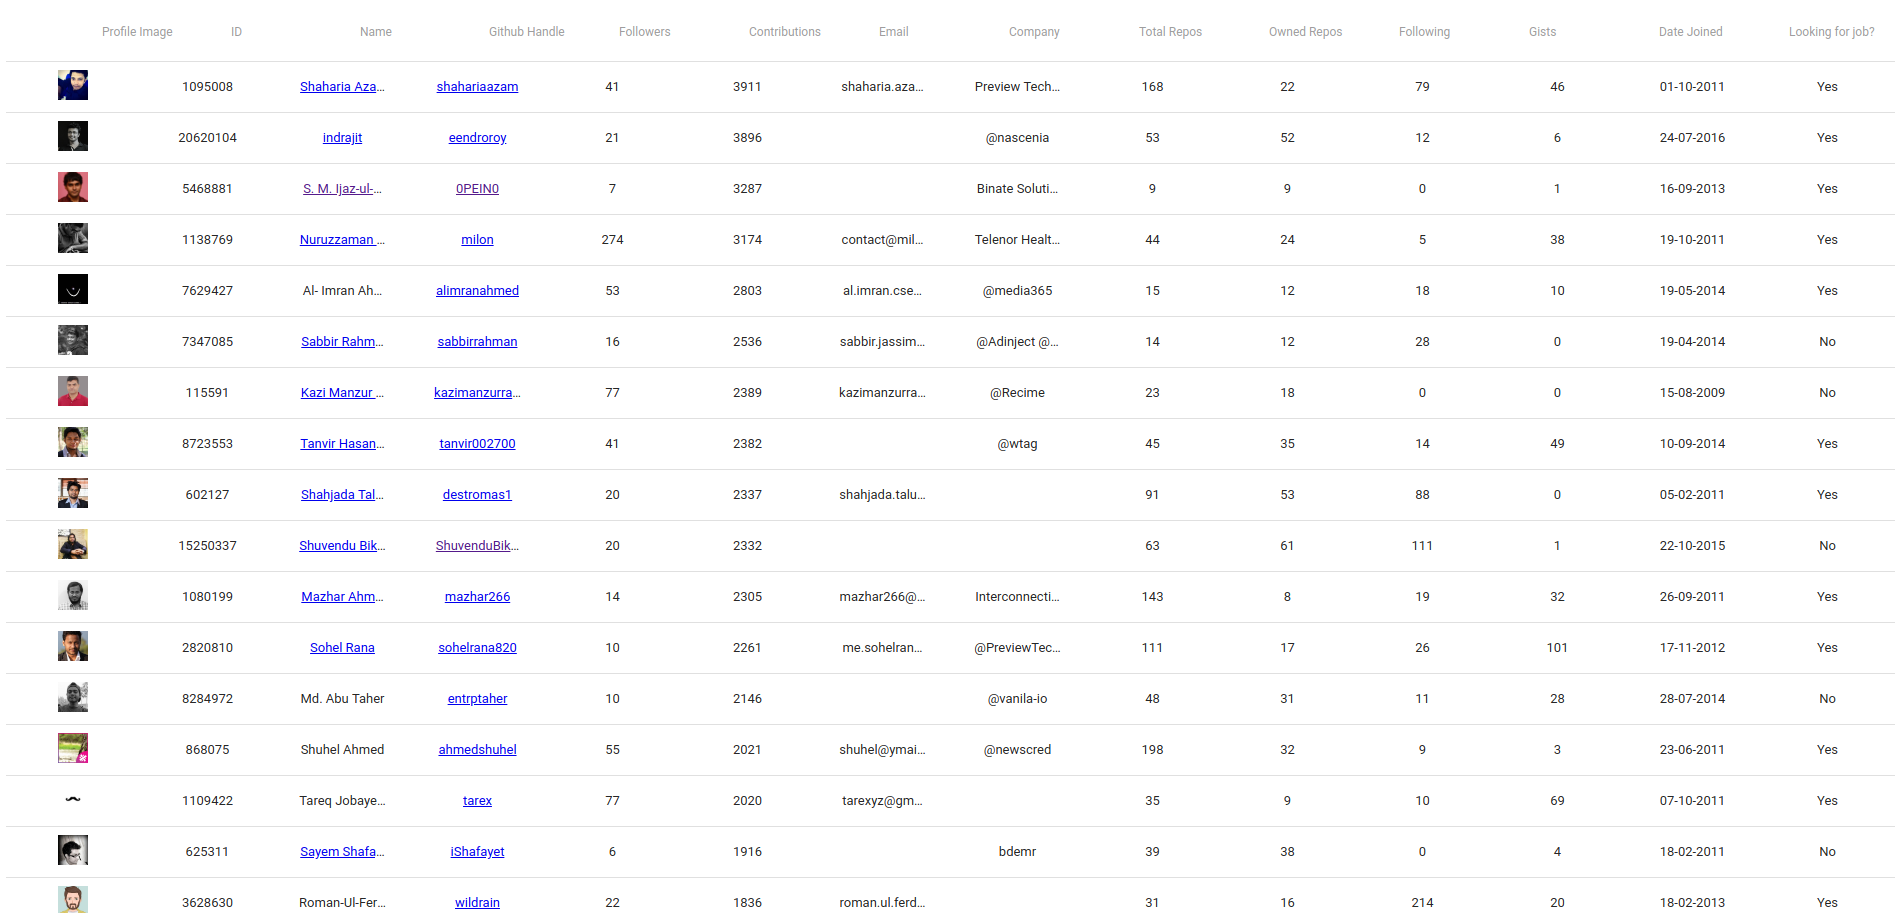 Profile Image ID Name Github Handle Followers Contributions Email Company Total Repos Owned Repos Following Gists Date Joined Looking for job?
1095008 Shaharia Aza... shahariaazam 41 3911 shaharia.aza... Preview Tech... 168 22 79 46 01-10-2011 Yes
20620104 indrajit eendroroy 21 3896 @nascenia 53 52 12 6 24-07-2016 Yes
5468881 S. M. Ijaz-ul-... 0PEIN0 7 3287 Binate Soluti... 9 9 0 1 16-09-2013 Yes
1138769 Nuruzzaman ... milon 274 3174 contact@mil... Telenor Healt... 44 24 5 38 19-10-2011 Yes
7629427 Al- Imran Ah... alimranahmed 53 2803 al.imran.cse... @media365 15 12 18 10 19-05-2014 Yes
7347085 Sabbir Rahm... sabbirrahman 16 2536 sabbir.jassim... @Adinject @... 14 12 28 0 19-04-2014 No
115591 Kazi Manzur ... kazimanzurra... 77 2389 kazimanzurra... @Recime 23 18 0 0 15-08-2009 No
8723553 Tanvir Hasan... tanvir002700 41 2382 @wtag 45 35 14 49 10-09-2014 Yes
602127 Shahjada Tal... destromas1 20 2337 shahjada.talu... 91 53 88 0 05-02-2011 Yes
15250337 Shuvendu Bik... ShuvenduBik... 20 2332 63 61 111 1 22-10-2015 No
1080199 Mazhar Ahm... mazhar266 14 2305 mazhar266@... Interconnecti... 143 8 19 32 26-09-2011 Yes
2820810 Sohel Rana sohelrana820 10 2261 me.sohelran... @PreviewTec... 111 17 26 101 17-11-2012 Yes
8284972 Md. Abu Taher entrptaher 10 2146 @vanila-io 48 31 11 28 28-07-2014 No
868075 Shuhel Ahmed ahmedshuhel 55 2021 shuhel@ymai... @newscred 198 32 9 3 23-06-2011 Yes
1109422 Tareq Jobaye... tarex 77 2020 tarexyz@gm... 35 9 10 69 07-10-2011 Yes
625311 Sayem Shafa... iShafayet 6 1916 bdemr 39 38 0 4 18-02-2011 No
3628630 Roman-Ul-Fer... wildrain 22 1836 roman.ul.ferd... 31 16 214 20 18-02-2013 Yes